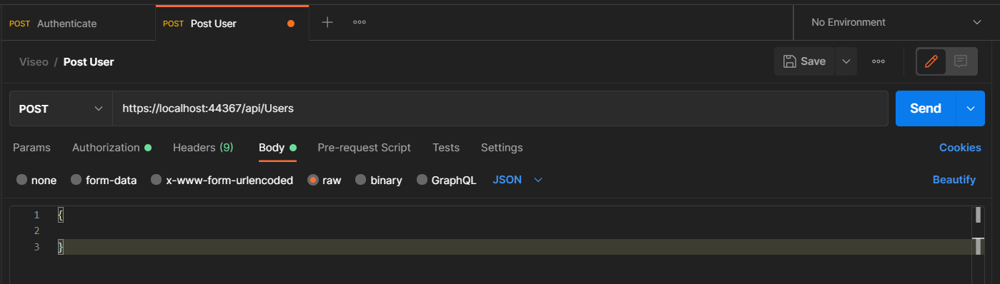 POST Authenticate POST Post User No Environment
Viseo / Post User Save
POST https://localhost:44367/api/Users Send
Params Authorization Headers (9) Body Pre-request Script Tests Settings Cookies
none form-data x-www-form-urlencoded raw binary GraphQL JSON Beautify
1 {
2
3 }